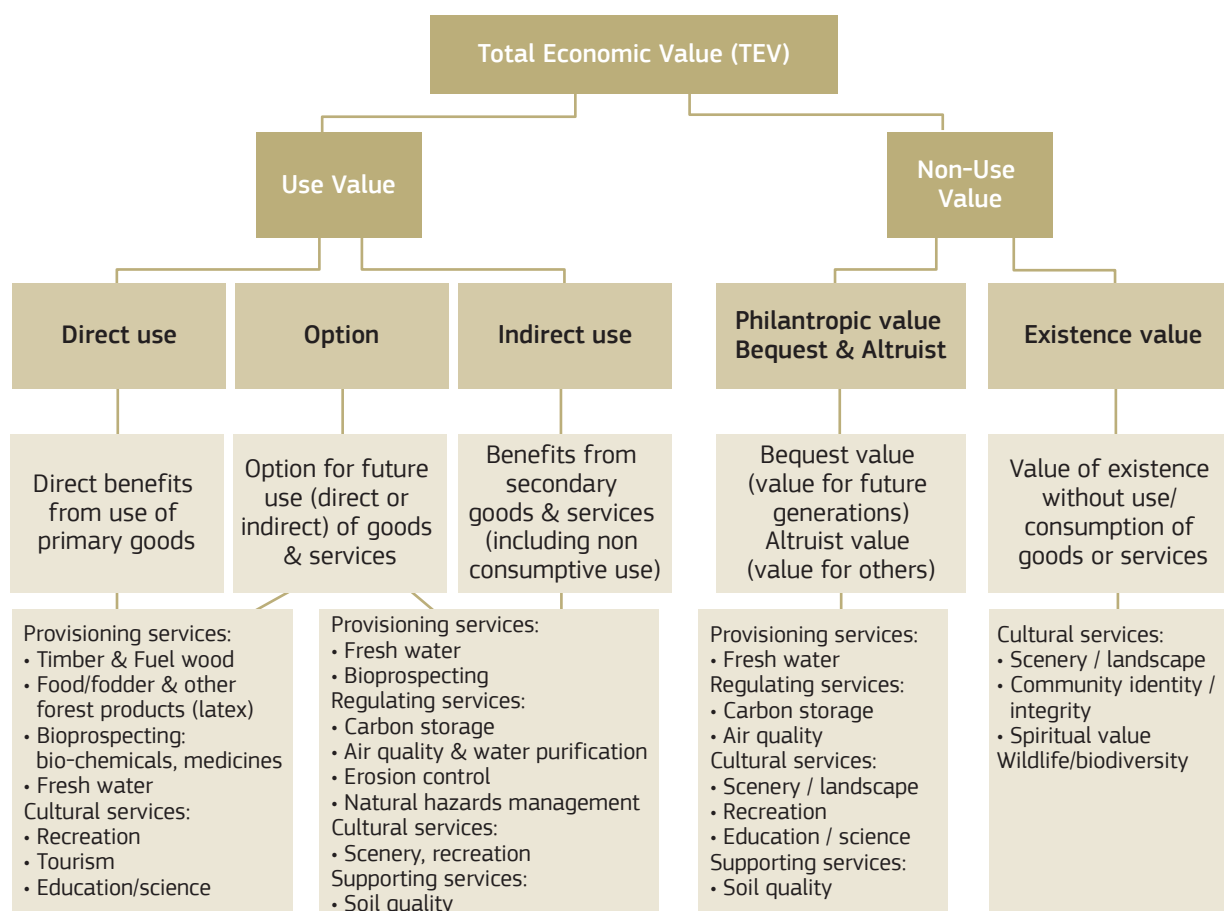 Total Economic Value (TEV)
Use Value
Non-Use
Value
Direct use
Option
Indirect use
Philantropic value
Bequest & Altruist
Existence value
Direct benefits
from use of
primary goods
Option for future
use (direct or
indirect) of goods
& services
Benefits from
secondary
goods & services
(including non
consumptive use)
Bequest value
(value for future
generations)
Altruist value
(value for others)
Value of existence
without use/
consumption of
goods or services
Provisioning services:
• Timber & Fuel wood
• Food/fodder & other
forest products (latex)
• Bioprospecting:
bio-chemicals, medicines
• Fresh water
Cultural services:
• Recreation
• Tourism
• Education/science
Provisioning services:
• Fresh water
• Bioprospecting
Regulating services:
• Carbon storage
• Air quality & water purification
• Erosion control
• Natural hazards management
Cultural services:
• Scenery, recreation
Supporting services:
• Soil quality
Provisioning services:
• Fresh water
Regulating services:
• Carbon storage
• Air quality
Cultural services:
• Scenery / landscape
• Recreation
• Education / science
Supporting services:
• Soil quality
Cultural services:
• Scenery / landscape
• Community identity /
integrity
• Spiritual value
Wildlife/biodiversity